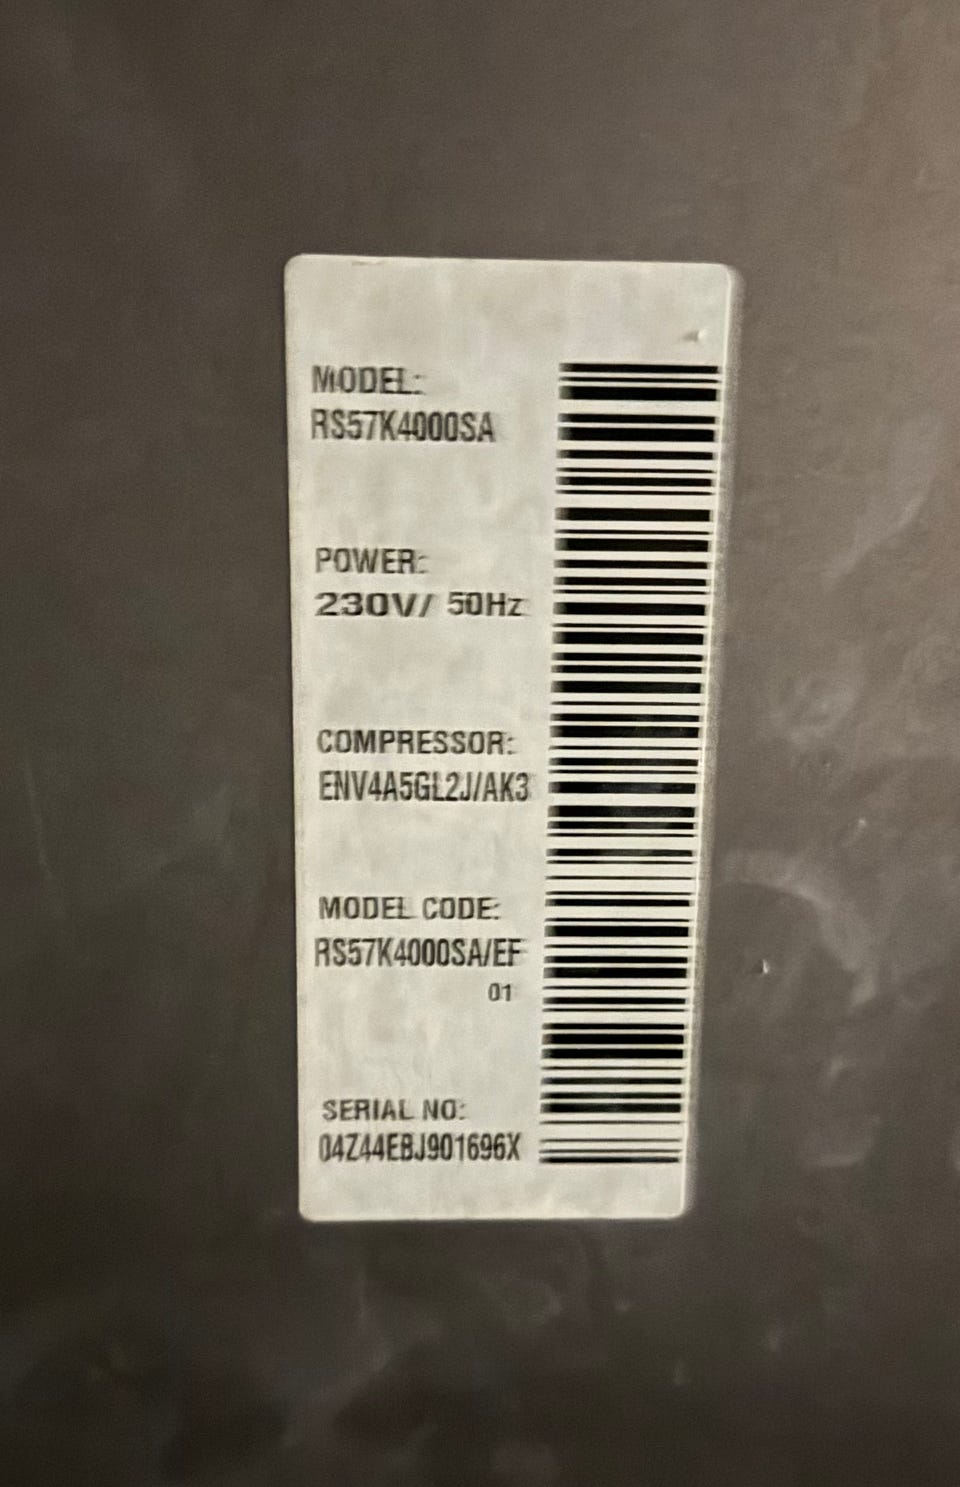 MODEL:
RS57K4000SA
POWER:
230V/ 50Hz
COMPRESSOR:
ENV4A5GL2J/AK3
MODEL CODE:
RS57K4000SA/EF
01
SERIAL NO:
04Z44EBJ901696X